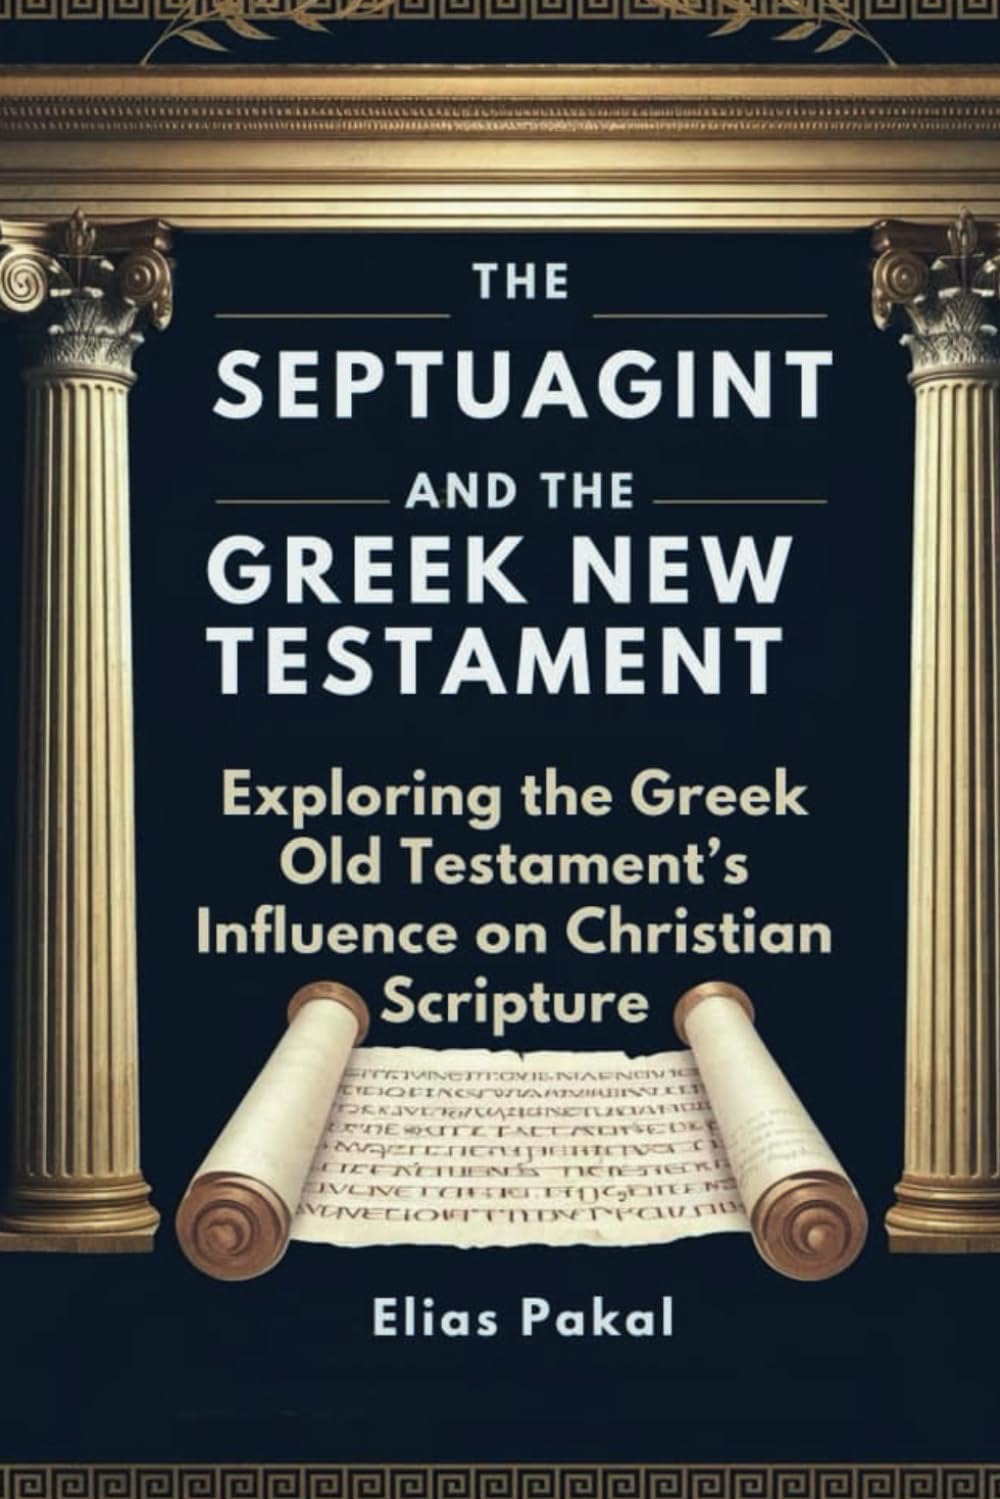 THE
SEPTUAGINT
AND THE
GREEK NEW
TESTAMENT
Exploring the Greek
Old Testament’s
Influence on Christian
Scripture
Elias Pakal